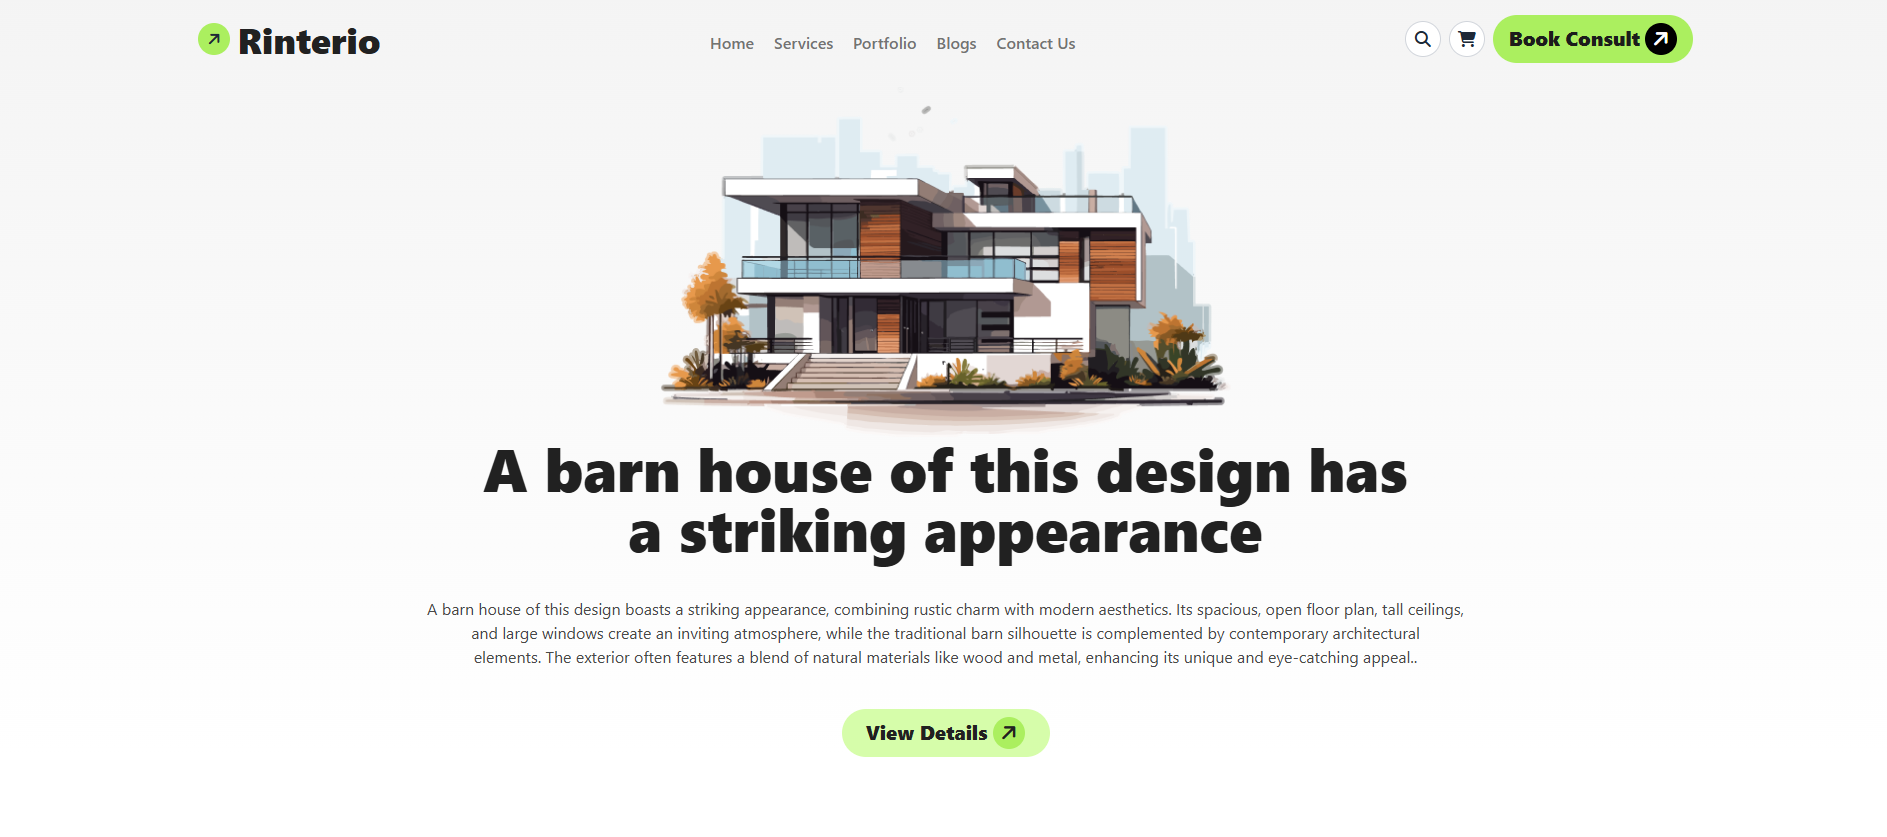 Rinterio
Home Services Portfolio Blogs Contact Us
Book Consult
A barn house of this design has
a striking appearance
A barn house of this design boasts a striking appearance, combining rustic charm with modern aesthetics. Its spacious, open floor plan, tall ceilings,
and large windows create an inviting atmosphere, while the traditional barn silhouette is complemented by contemporary architectural
elements. The exterior often features a blend of natural materials like wood and metal, enhancing its unique and eye-catching appeal..
View Details